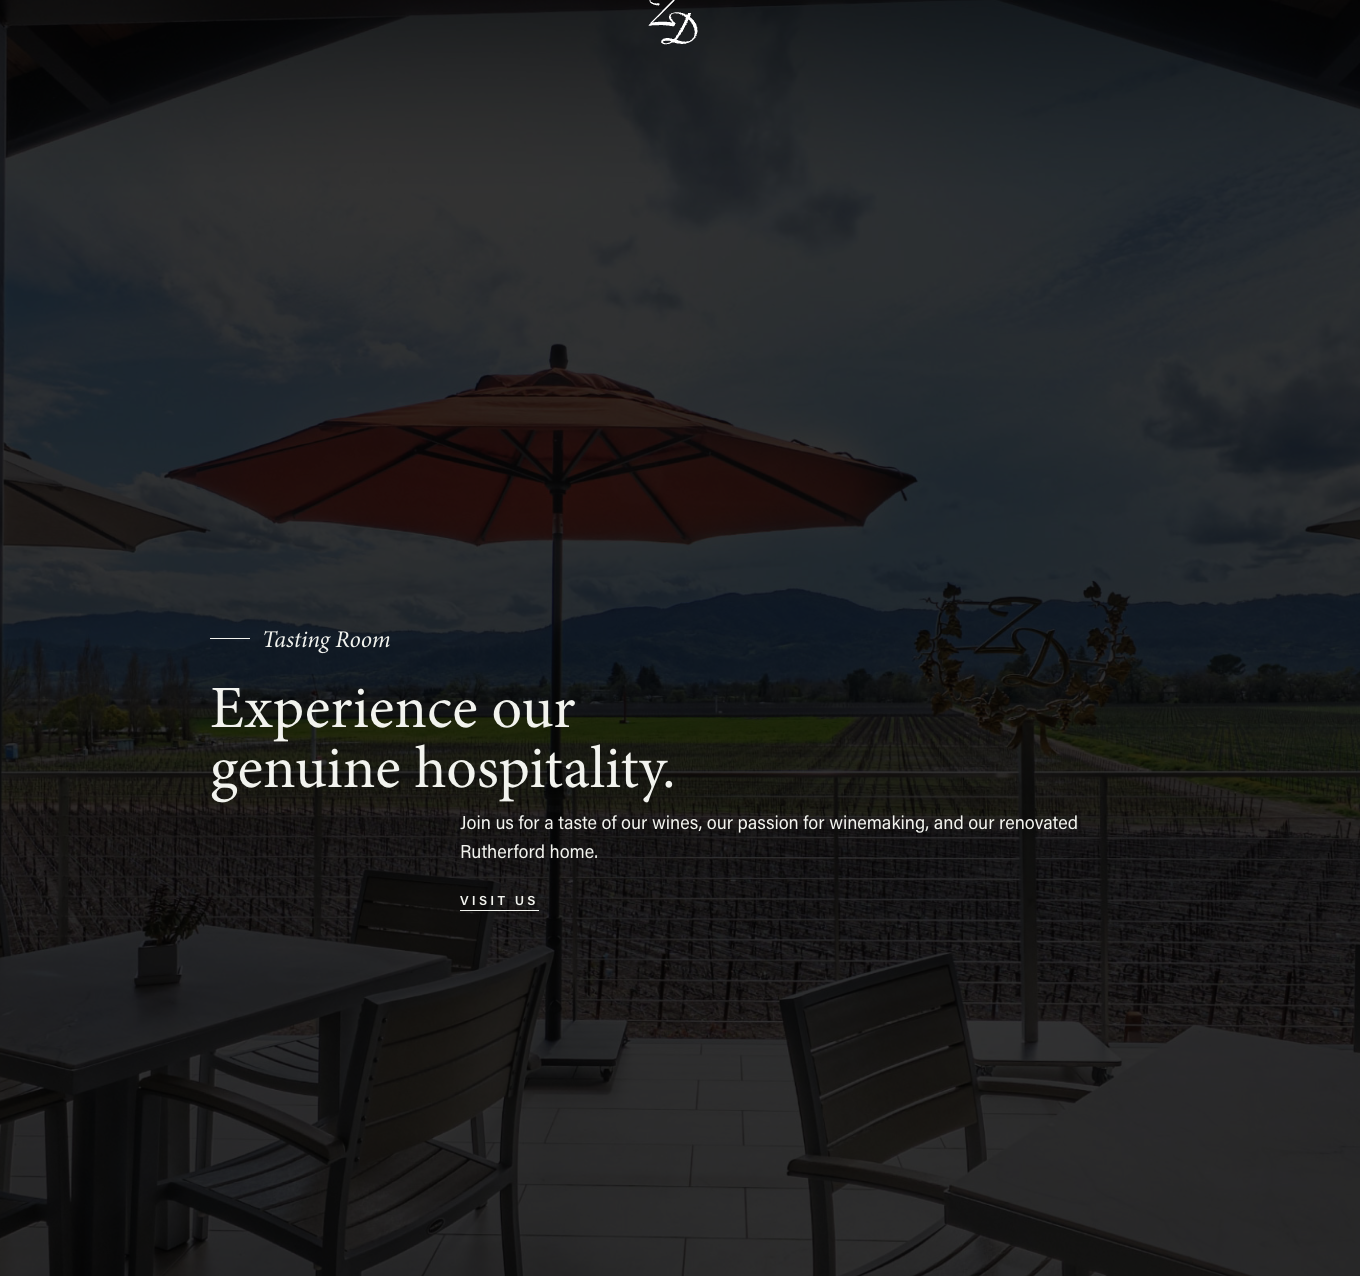 ZD
Tasting Room
Experience our
genuine hospitality.
ZD
Join us for a taste of our wines, our passion for winemaking, and our renovated
Rutherford home.
VISIT US